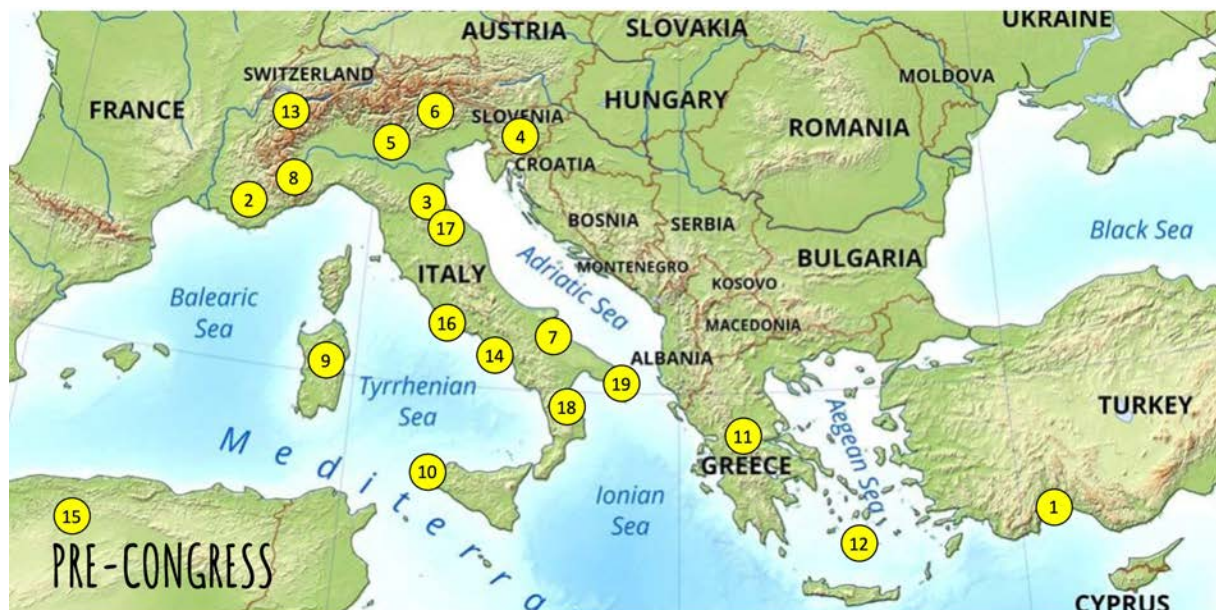 UKRAINE
AUSTRIA
SLOVAKIA
SWITZERLAND
MOLDOVA
FRANCE
13
6
SLOVENIA
HUNGARY
ROMANIA
5
4
CROATIA
8
2
3
BOSNIA
SERBIA
17
Black Sea
ITALY
Adriatic Sea
MONTENEGRO
BULGARIA
KOSOVO
Balearic
Sea
16
7
MACEDONIA
9
14
ALBANIA
Tyrrhenian
Sea
19
18
Aegean Sea
TURKEY
11
GREECE
10
Mediterra
Ionian
Sea
15
1
12
PRE-CONGRESS
CYPRUS